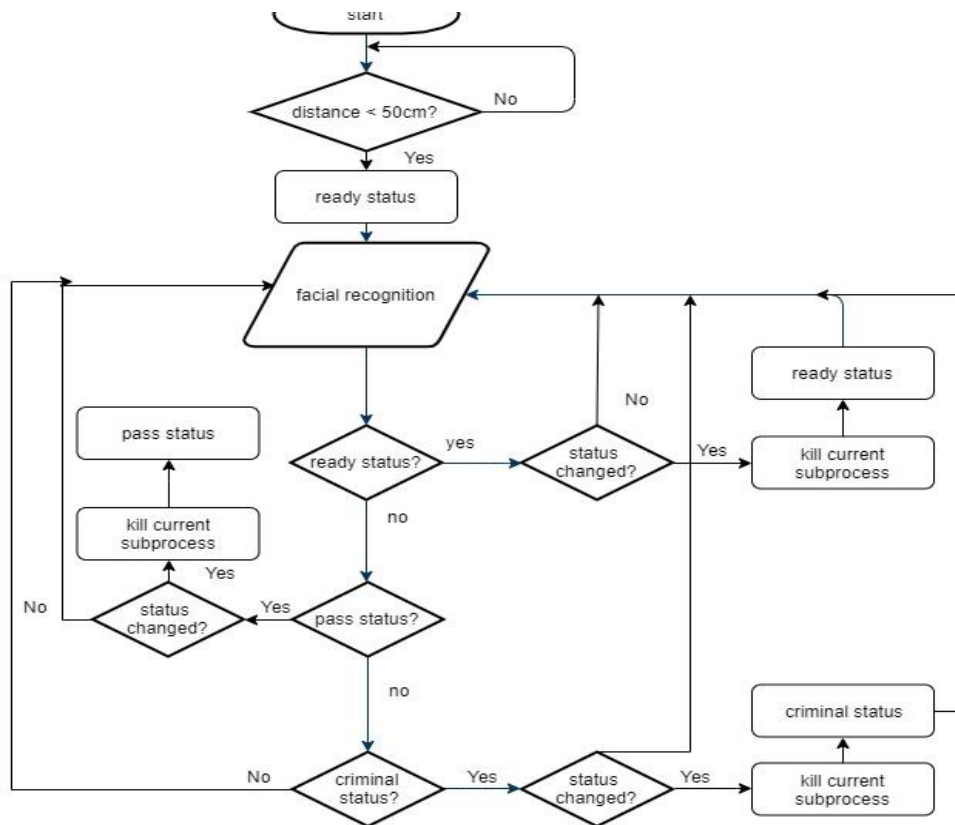 start
distance < 50cm?
No
Yes
ready status
facial recognition
ready status
No
pass status
yes
ready status?
status
changed?
Yes
kill current
subprocess
no
kill current
subprocess
Yes
No
status
changed?
Yes
pass status?
no
criminal status
No
criminal
status?
Yes
status
changed?
Yes
kill current
subprocess